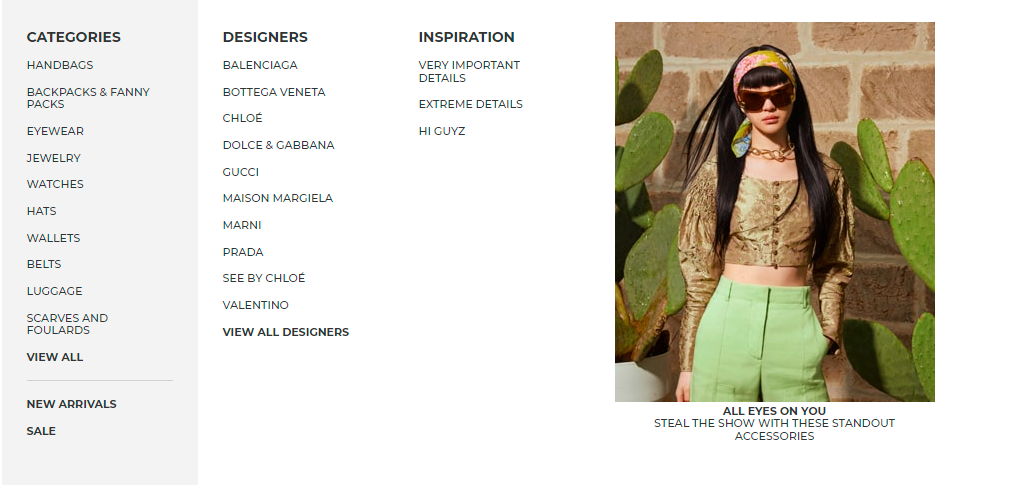 CATEGORIES
HANDBAGS
BACKPACKS & FANNY
PACKS
EYEWEAR
JEWELRY
WATCHES
HATS
WALLETS
BELTS
LUGGAGE
SCARVES AND
FOULARDS
VIEW ALL
NEW ARRIVALS
SALE
DESIGNERS
BALENCIAGA
BOTTEGA VENETA
CHLOÉ
DOLCE & GABBANA
GUCCI
MAISON MARGIELA
MARNI
PRADA
SEE BY CHLOÉ
VALENTINO
VIEW ALL DESIGNERS
INSPIRATION
VERY IMPORTANT
DETAILS
EXTREME DETAILS
HI GUYZ
ALL EYES ON YOU
STEAL THE SHOW WITH THESE STANDOUT
ACCESSORIES